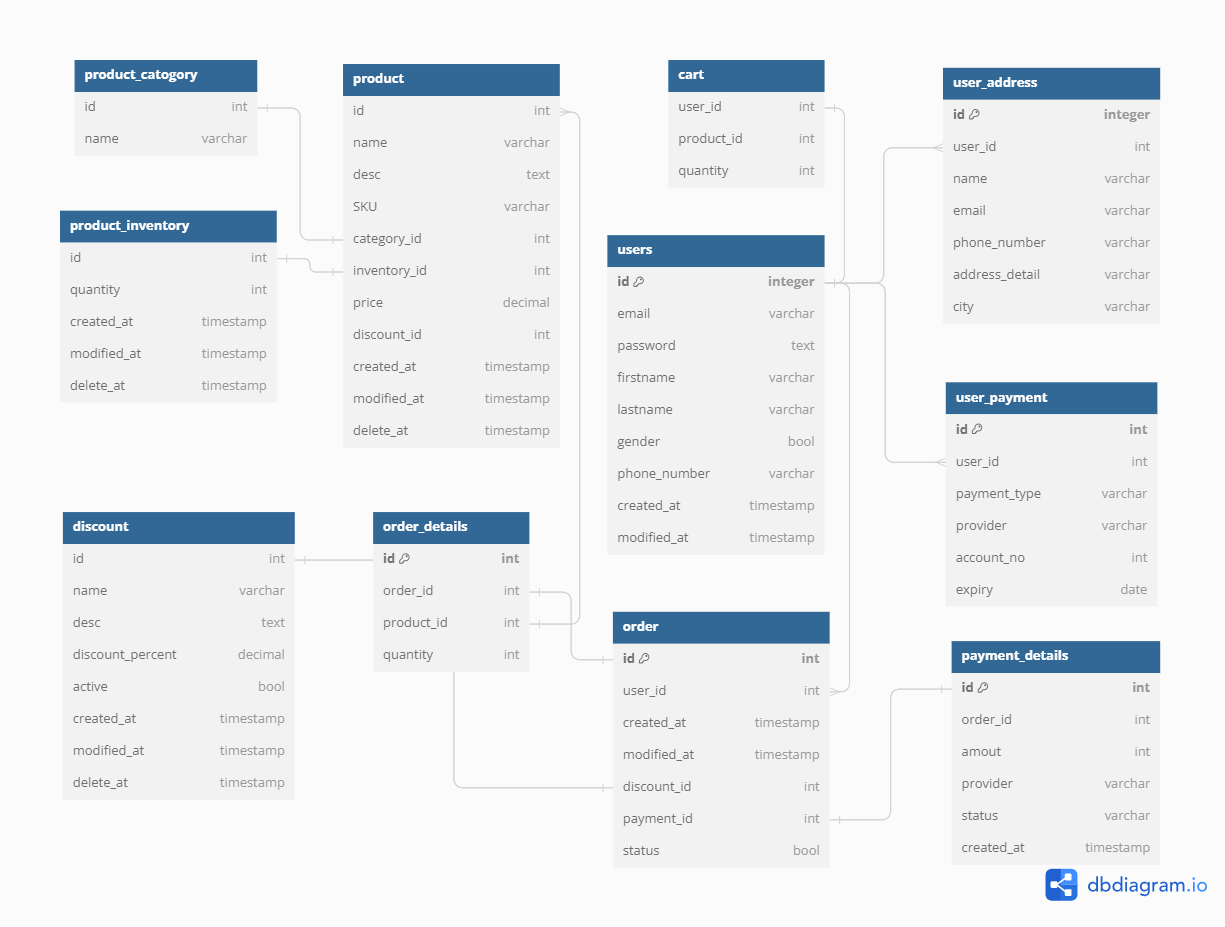 product_catogory
id int
name varchar
product_inventory
id int
quantity int
created_at timestamp
modified_at timestamp
delete_at timestamp
product
id int
name varchar
desc text
SKU varchar
category_id int
inventory_id int
price decimal
discount_id int
created_at timestamp
modified_at timestamp
delete_at timestamp
cart
user_id int
product_id int
quantity int
users
id integer
email varchar
password text
firstname varchar
lastname varchar
gender bool
phone_number varchar
created_at timestamp
modified_at timestamp
user_address
id integer
user_id int
name varchar
email varchar
phone_number varchar
address_detail varchar
city varchar
user_payment
id int
user_id int
payment_type varchar
provider varchar
account_no int
expiry date
discount
id int
name varchar
desc text
discount_percent decimal
active bool
created_at timestamp
modified_at timestamp
delete_at timestamp
order_details
id int
order_id int
product_id int
quantity int
order
id int
user_id int
created_at timestamp
modified_at timestamp
discount_id int
payment_id int
status bool
payment_details
id int
order_id int
amout int
provider varchar
status varchar
created_at timestamp
dbdiagram.io